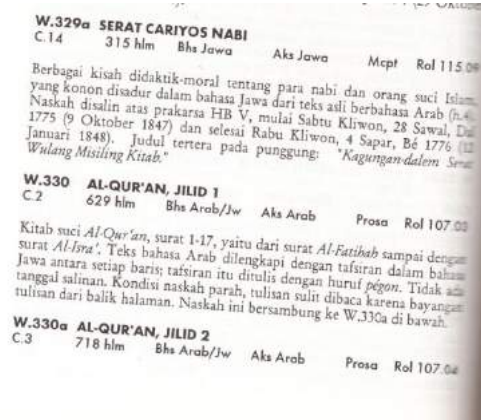 W.329a SERAT CARIYOS NABI
C.14 315 hlm Bhs Jawa Aks Jawa Mcpt Rol 115.09
Berbagai kisah didaktik-moral tentang para nabi dan orang suci Islam,
yang konon disadur dalam bahasa Jawa dari teks asli berbahasa Arab
Naskah disalin atas prakarsa HB V, mulai Sabtu Kliwon, 28 Sawal, Dal
1775 (9 Oktober 1847) dan selesai Rabu Kliwon, 4 Sapar, Bé 1776 (12
Januari 1848). Judul tertera pada punggung: "Kagungan-dalem Serat
Wulang Misiling Kitab."
W.330 AL-QUR'AN, JILID 1
C.2 629 hlm Bhs Arab/Jw Aks Arab Prosa Rol 107.03
Kitab suci Al-Qur'an, surat 1-17, yaitu dari surat Al-Fatihah sampai dengan
surat Al-Isra'. Teks bahasa Arab dilengkapi dengan tafsiran dalam bahasa
Jawa antara setiap baris; tafsiran itu ditulis dengan huruf pégon. Tidak ada
tanggal salinan. Kondisi naskah parah, tulisan sulit dibaca karena bayangan
tulisan dari balik halaman. Naskah ini bersambung ke W.330a di bawah.
W.330a AL-QUR'AN, JILID 2
C.3 718 hlm Bhs Arab/Jw Aks Arab Prosa Rol 107.04